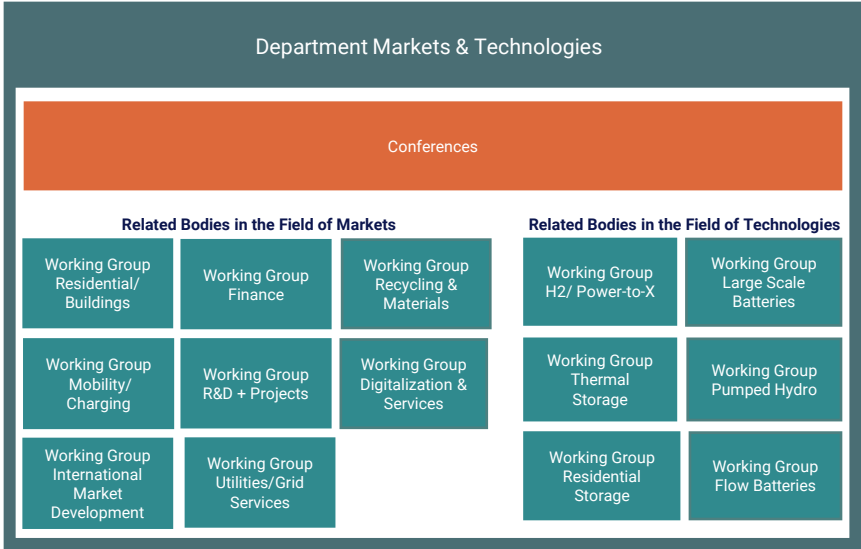 Department Markets & Technologies
Conferences
Related Bodies in the Field of Markets
Working Group
Residential/
Buildings
Working Group
Finance
Working Group
Recycling &
Materials
Working Group
Mobility/
Charging
Working Group
R&D + Projects
Working Group
Digitalization &
Services
Working Group
International
Market
Development
Working Group
Utilities/Grid
Services
Related Bodies in the Field of Technologies
Working Group
H2/ Power-to-X
Working Group
Large Scale
Batteries
Working Group
Thermal
Storage
Working Group
Pumped Hydro
Working Group
Residential
Storage
Working Group
Flow Batteries